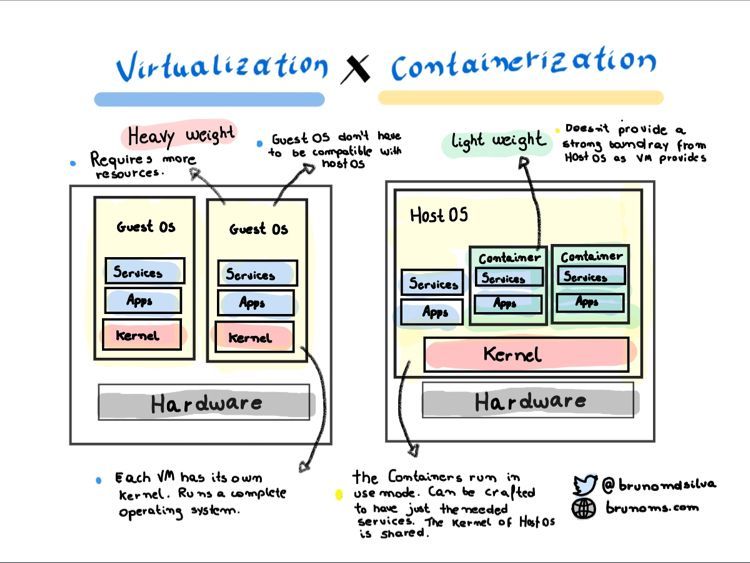 Virtualization X Containerization
Heavy weight
Requires more
resources.
Guest OS don't have
to be compatible with
host OS
Guest OS
Services
Apps
Kernel
Guest OS
Services
Apps
Kernel
Hardware
Each VM has its own
Kernel. Runs a complete
operating system.
light weight
Doesn't provide a
strong boundray from
Host OS as VM provides
Host OS
Services
Apps
Container
Services
Apps
Container
Services
Apps
Kernel
Hardware
the Containers run in
use mode. Can be crafted
to have just the needed
services. The Kernel of Host OS
is shared.
@brunomdsilva
brunoms.com